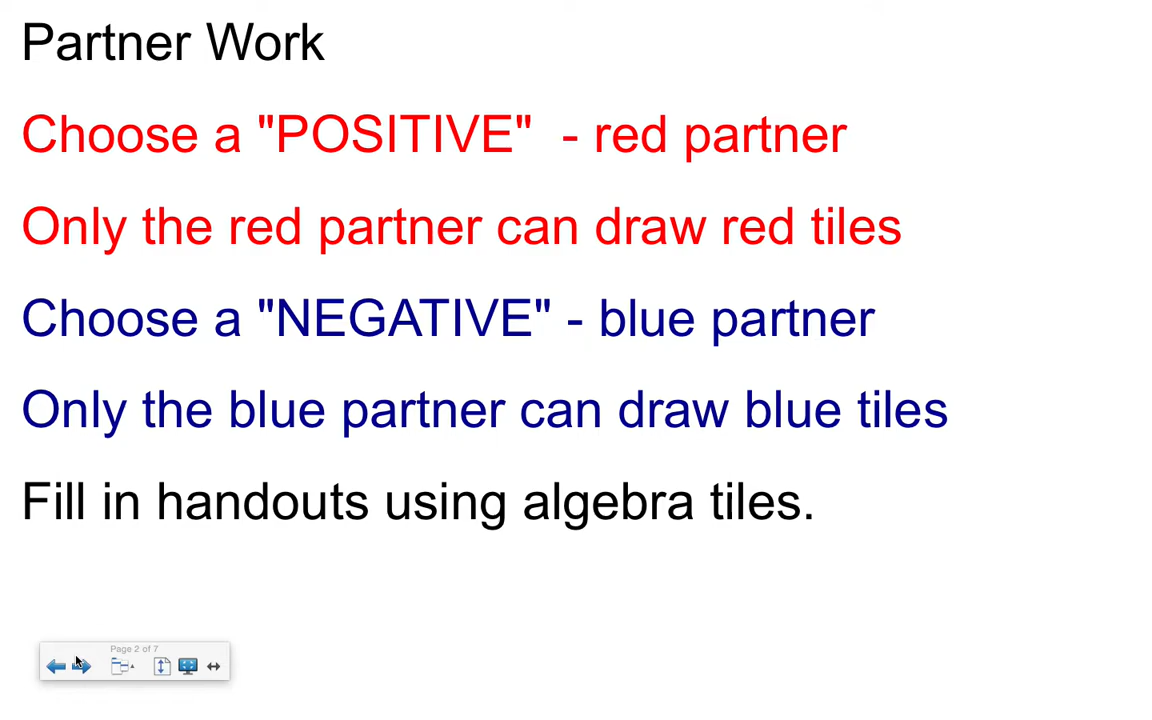 Partner Work
Choose a "POSITIVE"  - red partner
Only the red partner can draw red tiles
Choose a "NEGATIVE" - blue partner
Only the blue partner can draw blue tiles
Fill in handouts using algebra tiles.
Page 2 of 7